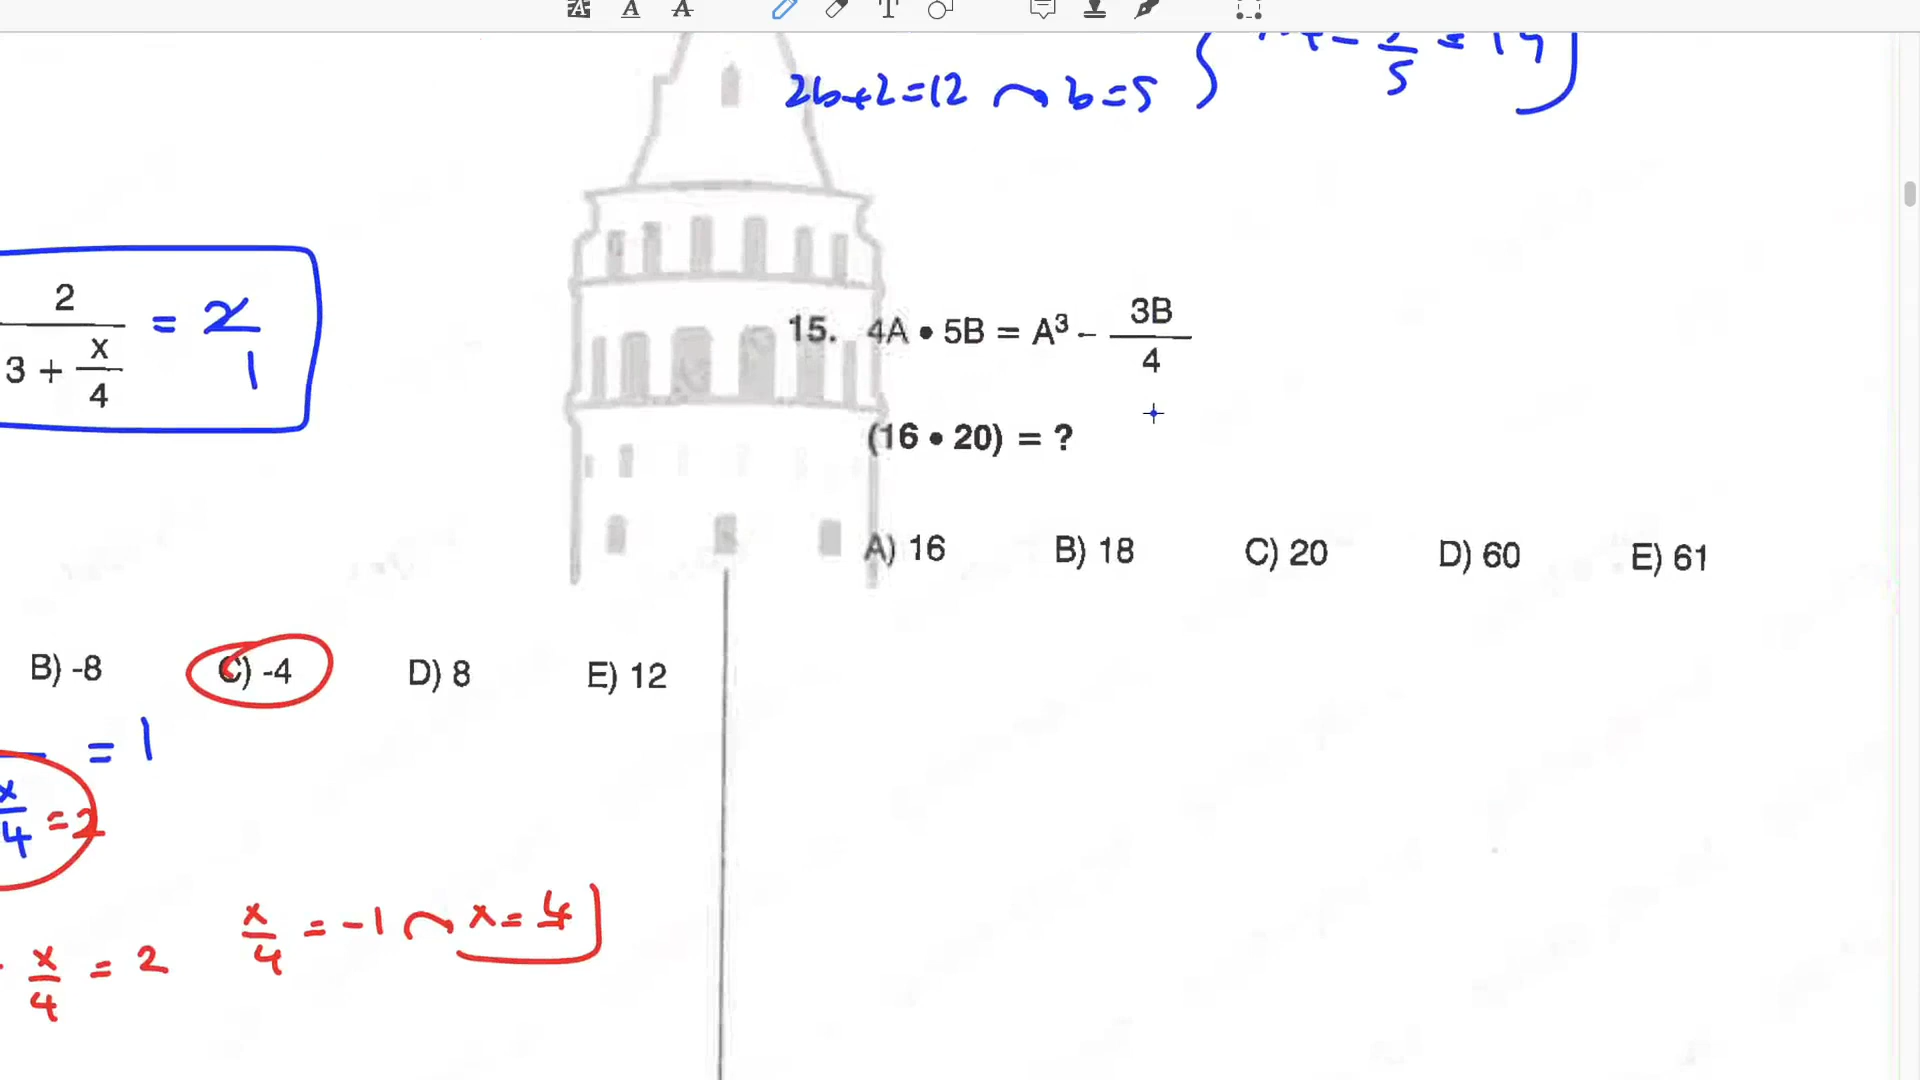 2b+2=12 b=5
5
2
3 + x/4
= 2/1
15. 4A • 5B = A³ - 3B/4
(16 • 20) = ?
A) 16 B) 18 C) 20 D) 60 E) 61
B) -8 C) -4 D) 8 E) 12
= 1
x/4 = 2
x/4 = -1 x = 4
x/4 = 2